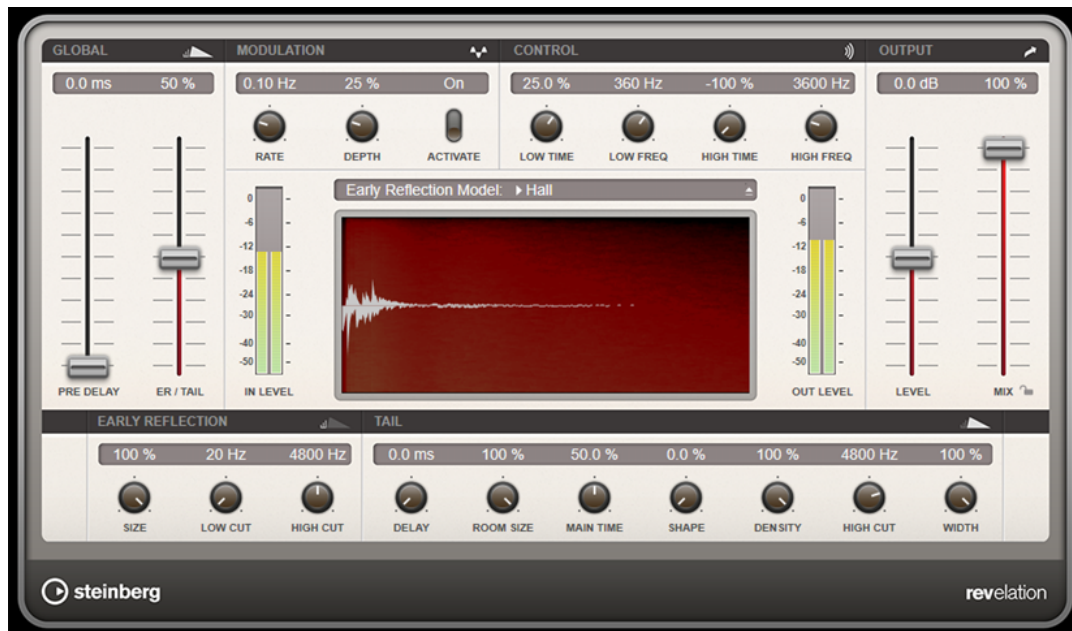 GLOBAL MODULATION CONTROL OUTPUT
0.0 ms 50 % 0.10 Hz 25 % On 25.0 % 360 Hz -100 % 3600 Hz 0.0 dB 100 %
RATE DEPTH ACTIVATE LOW TIME LOW FREQ HIGH TIME HIGH FREQ
Early Reflection Model: Hall
0 0
-6 -6
-12 -12
-18 -18
-24 -24
-30 -30
-40 -40
-50 -50
PRE DELAY ER / TAIL IN LEVEL OUT LEVEL LEVEL MIX
EARLY REFLECTION TAIL
100 % 20 Hz 4800 Hz 0.0 ms 100 % 50.0 % 0.0 % 100 % 4800 Hz 100 %
SIZE LOW CUT HIGH CUT DELAY ROOM SIZE MAIN TIME SHAPE DENSITY HIGH CUT WIDTH
steinberg revelation